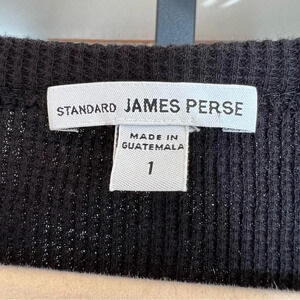 STANDARD JAMES PERSE
MADE IN
GUATEMALA
1